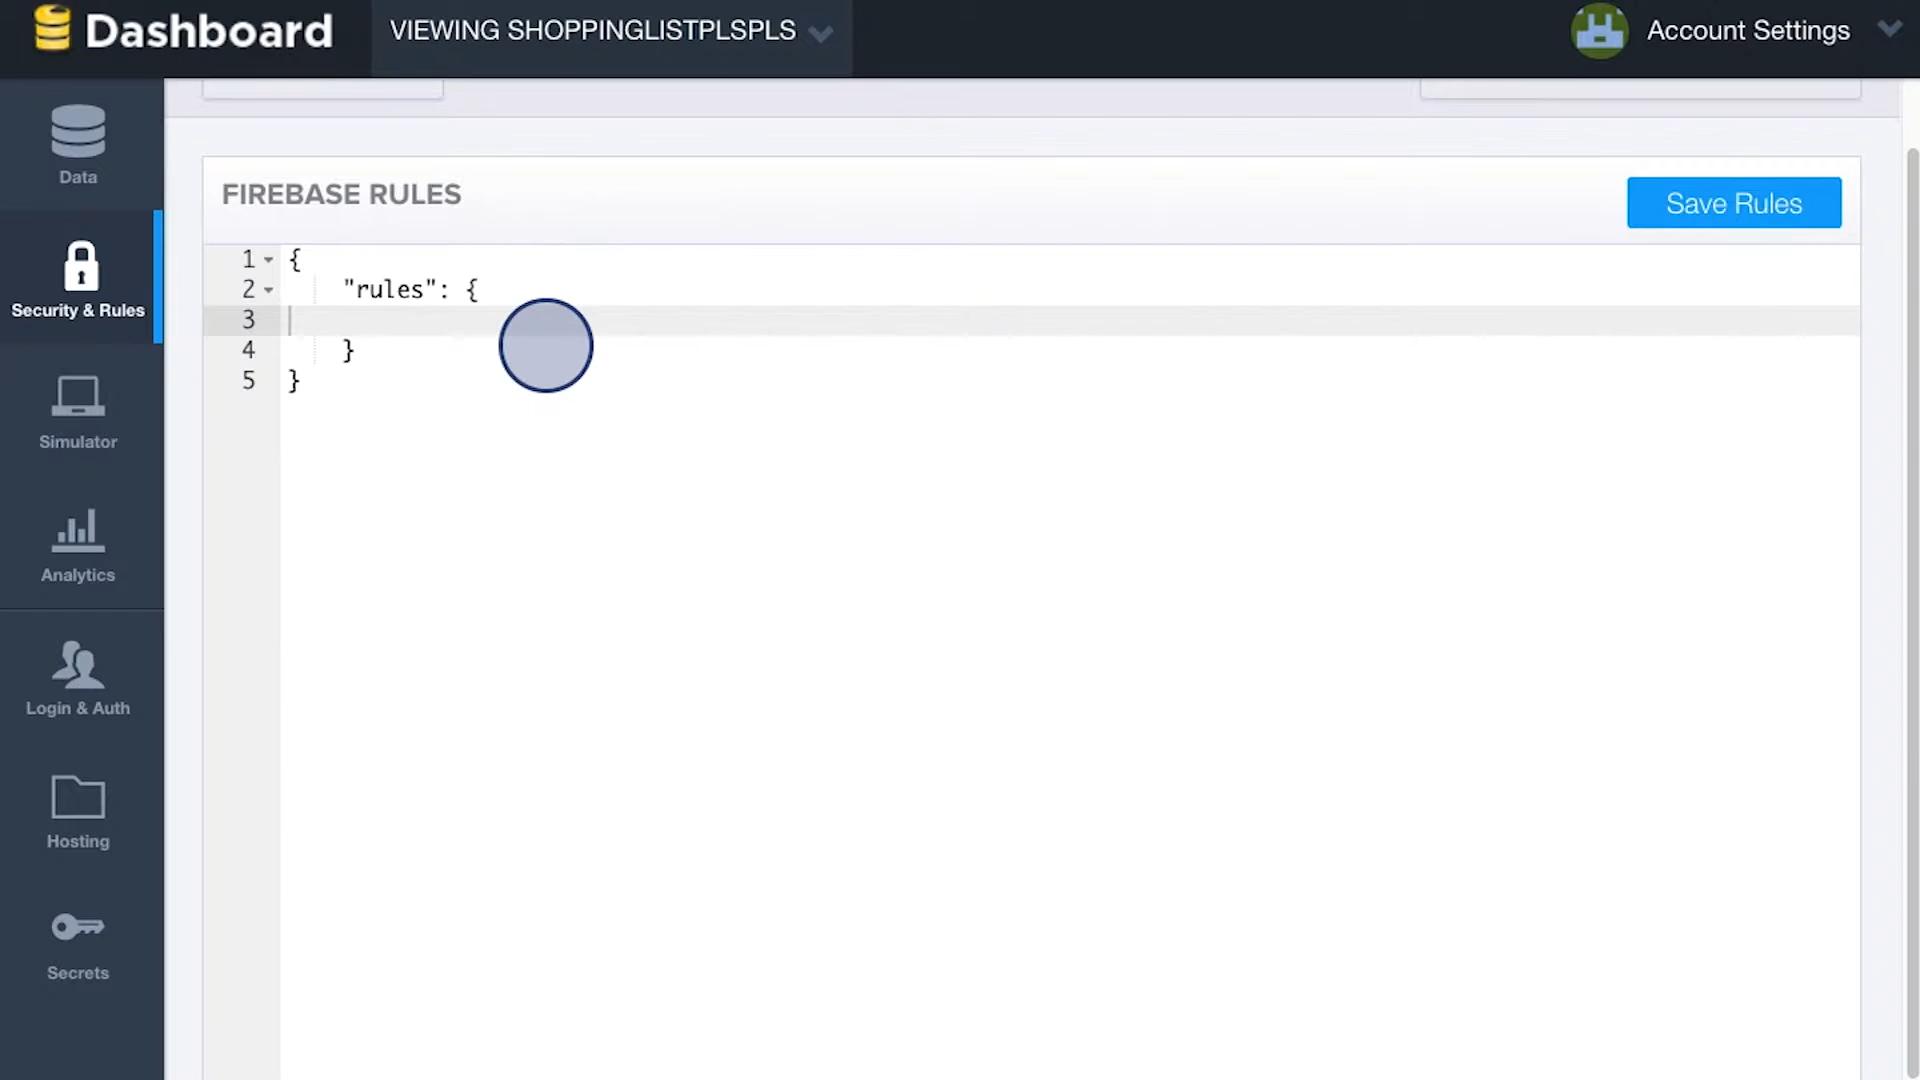 Dashboard
VIEWING SHOPPINGLISTPLSPLS
Account Settings
Data
Security & Rules
Simulator
Analytics
Login & Auth
Hosting
Secrets
FIREBASE RULES
Save Rules
1 {
2 "rules": {
3
4 }
5 }